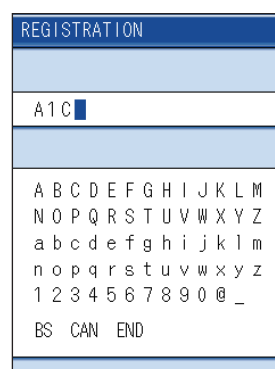 REGISTRATION
A1C
A B C D E F G H I J K L M
N O P Q R S T U V W X Y Z
a b c d e f g h i j k l m
n o p q r s t u v w x y z
1 2 3 4 5 6 7 8 9 0 @ _
BS CAN END